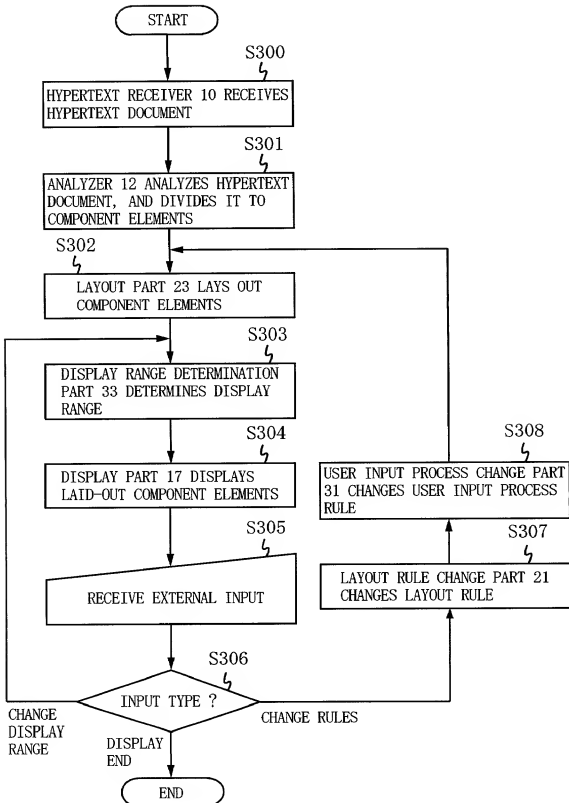 START
S300
HYPERTEXT RECEIVER 10 RECEIVES
HYPERTEXT DOCUMENT
S301
ANALYZER 12 ANALYZES HYPERTEXT
DOCUMENT, AND DIVIDES IT TO
COMPONENT ELEMENTS
S302
LAYOUT PART 23 LAYS OUT
COMPONENT ELEMENTS
S303
DISPLAY RANGE DETERMINATION
PART 33 DETERMINES DISPLAY
RANGE
S304
DISPLAY PART 17 DISPLAYS
LAID-OUT COMPONENT ELEMENTS
S305
RECEIVE EXTERNAL INPUT
S306
INPUT TYPE ?
CHANGE
DISPLAY
RANGE
DISPLAY
END
CHANGE RULES
END
S308
USER INPUT PROCESS CHANGE PART
31 CHANGES USER INPUT PROCESS
RULE
S307
LAYOUT RULE CHANGE PART 21
CHANGES LAYOUT RULE